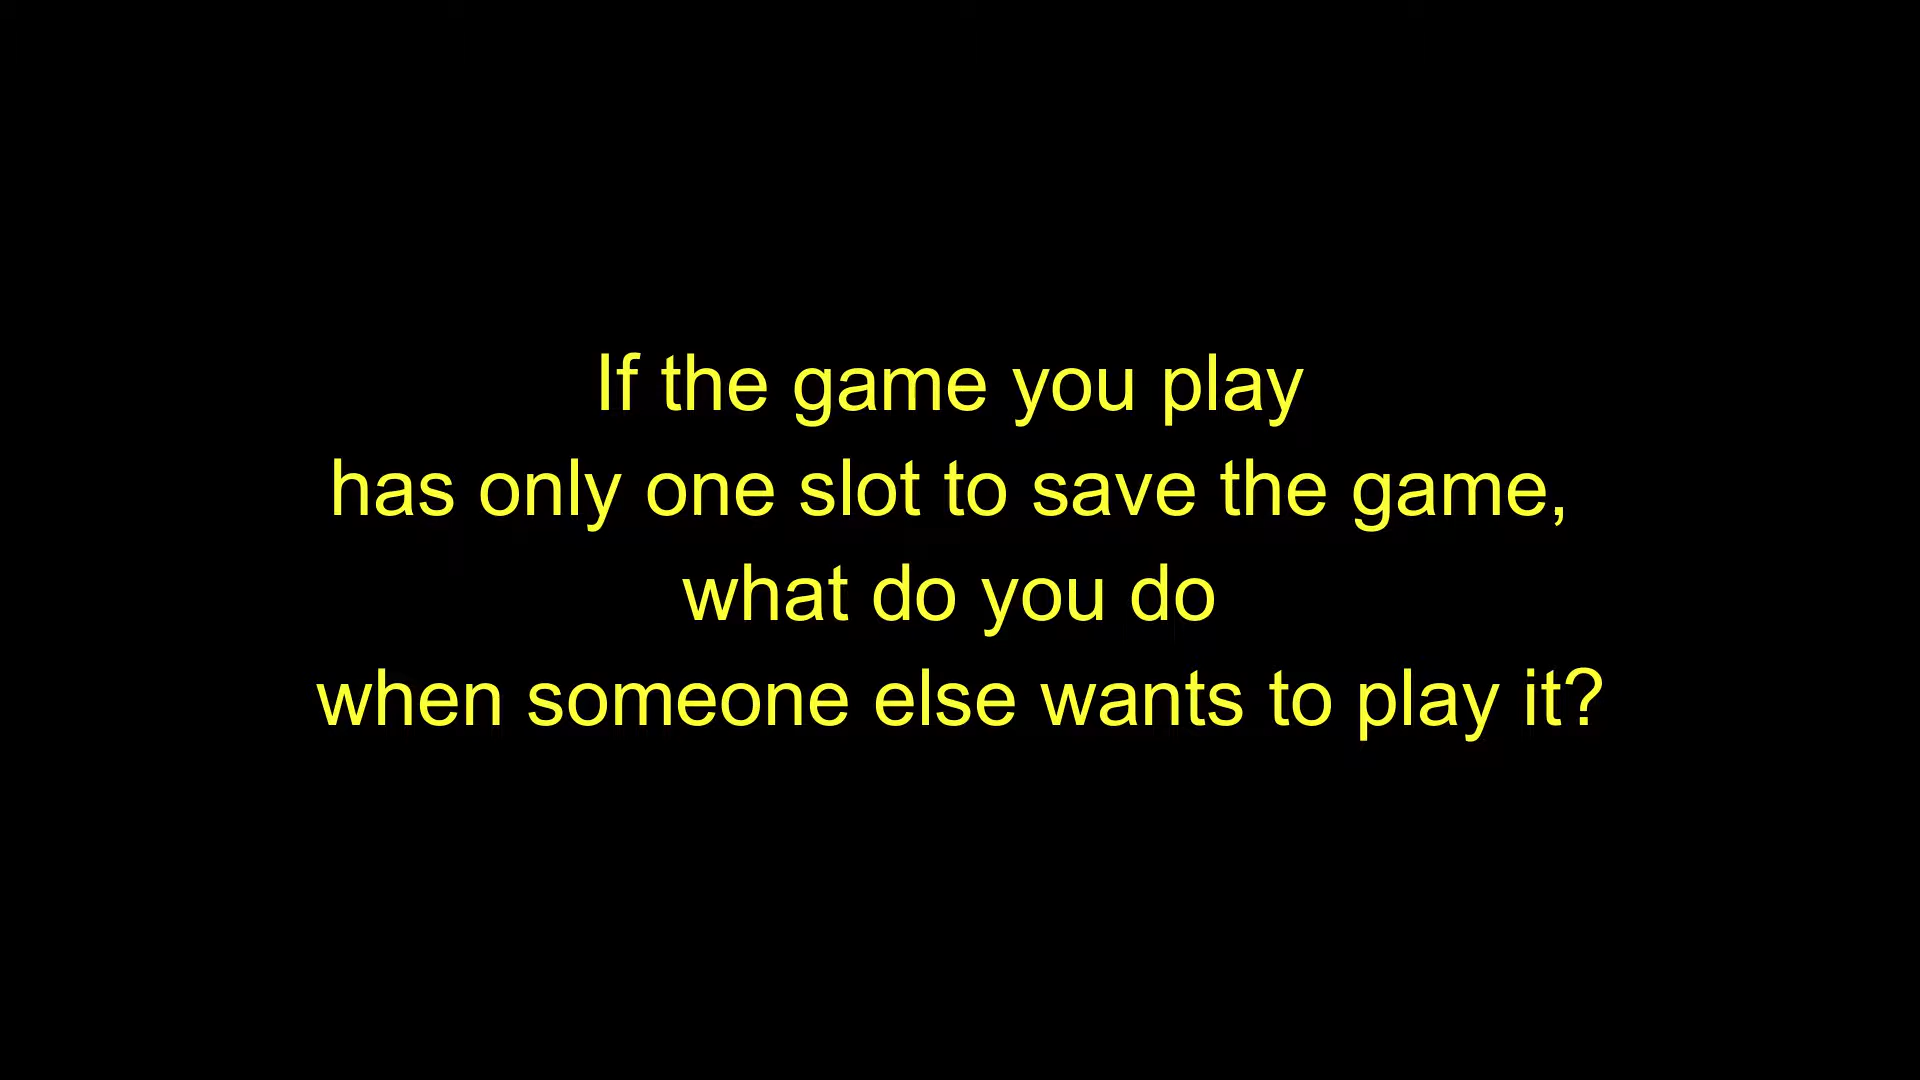 If the game you play
has only one slot to save the game,
what do you do
when someone else wants to play it?